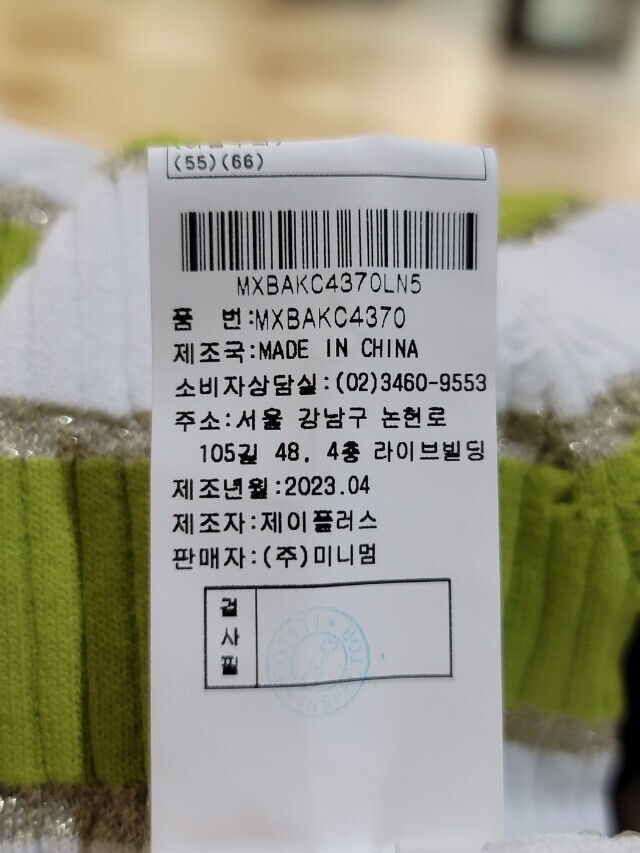 (55)(66)
MXBAKC4370LN5
품 번:MXBAKC4370
제조국:MADE IN CHINA
소비자상담실:(02)3460-9553
주소:서울 강남구 논현로
105길 48, 4층 라이브빌딩
제조년월:2023.04
제조자:제이플러스
판매자:(주)미니멈
검사필